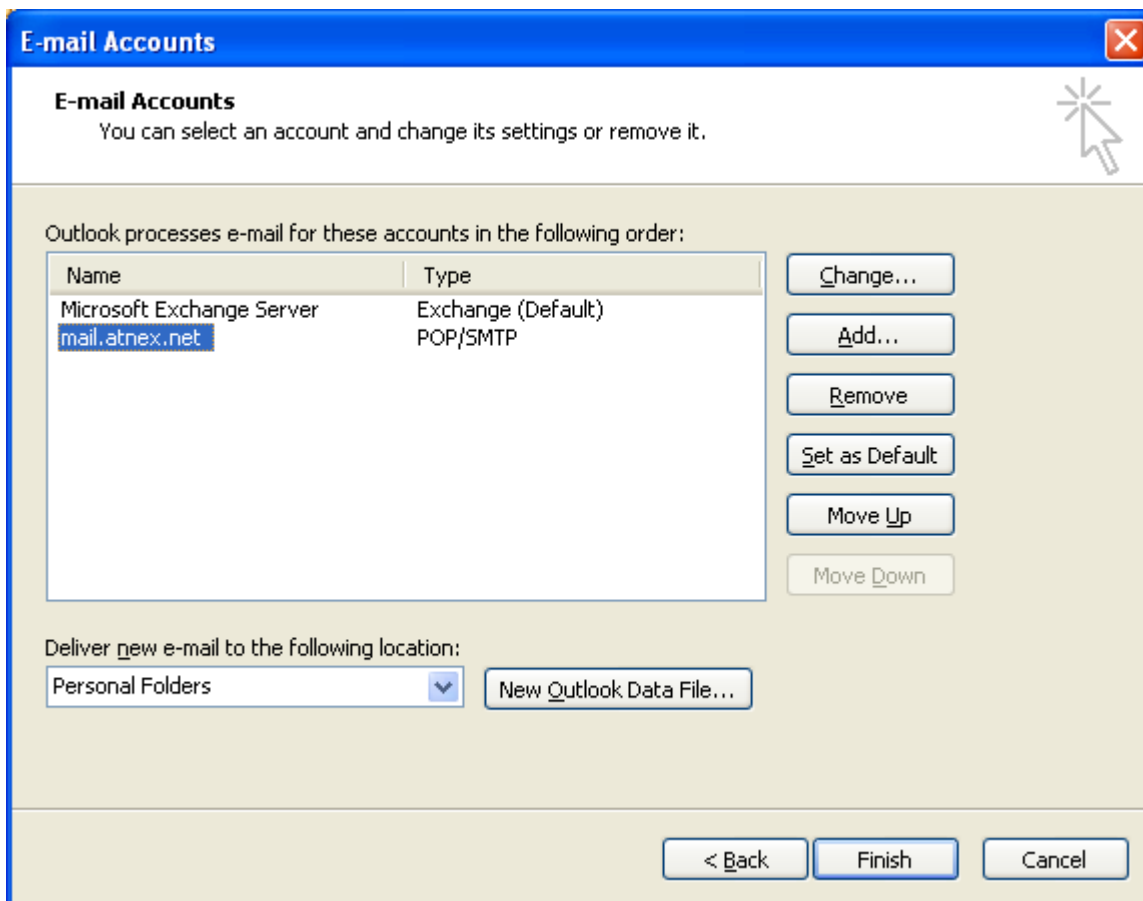 E-mail Accounts
E-mail Accounts
You can select an account and change its settings or remove it.
Outlook processes e-mail for these accounts in the following order:
Name Type
Microsoft Exchange Server Exchange (Default)
mail.atnex.net POP/SMTP
Change...
Add...
Remove
Set as Default
Move Up
Move Down
Deliver new e-mail to the following location:
Personal Folders New Outlook Data File...
< Back Finish Cancel